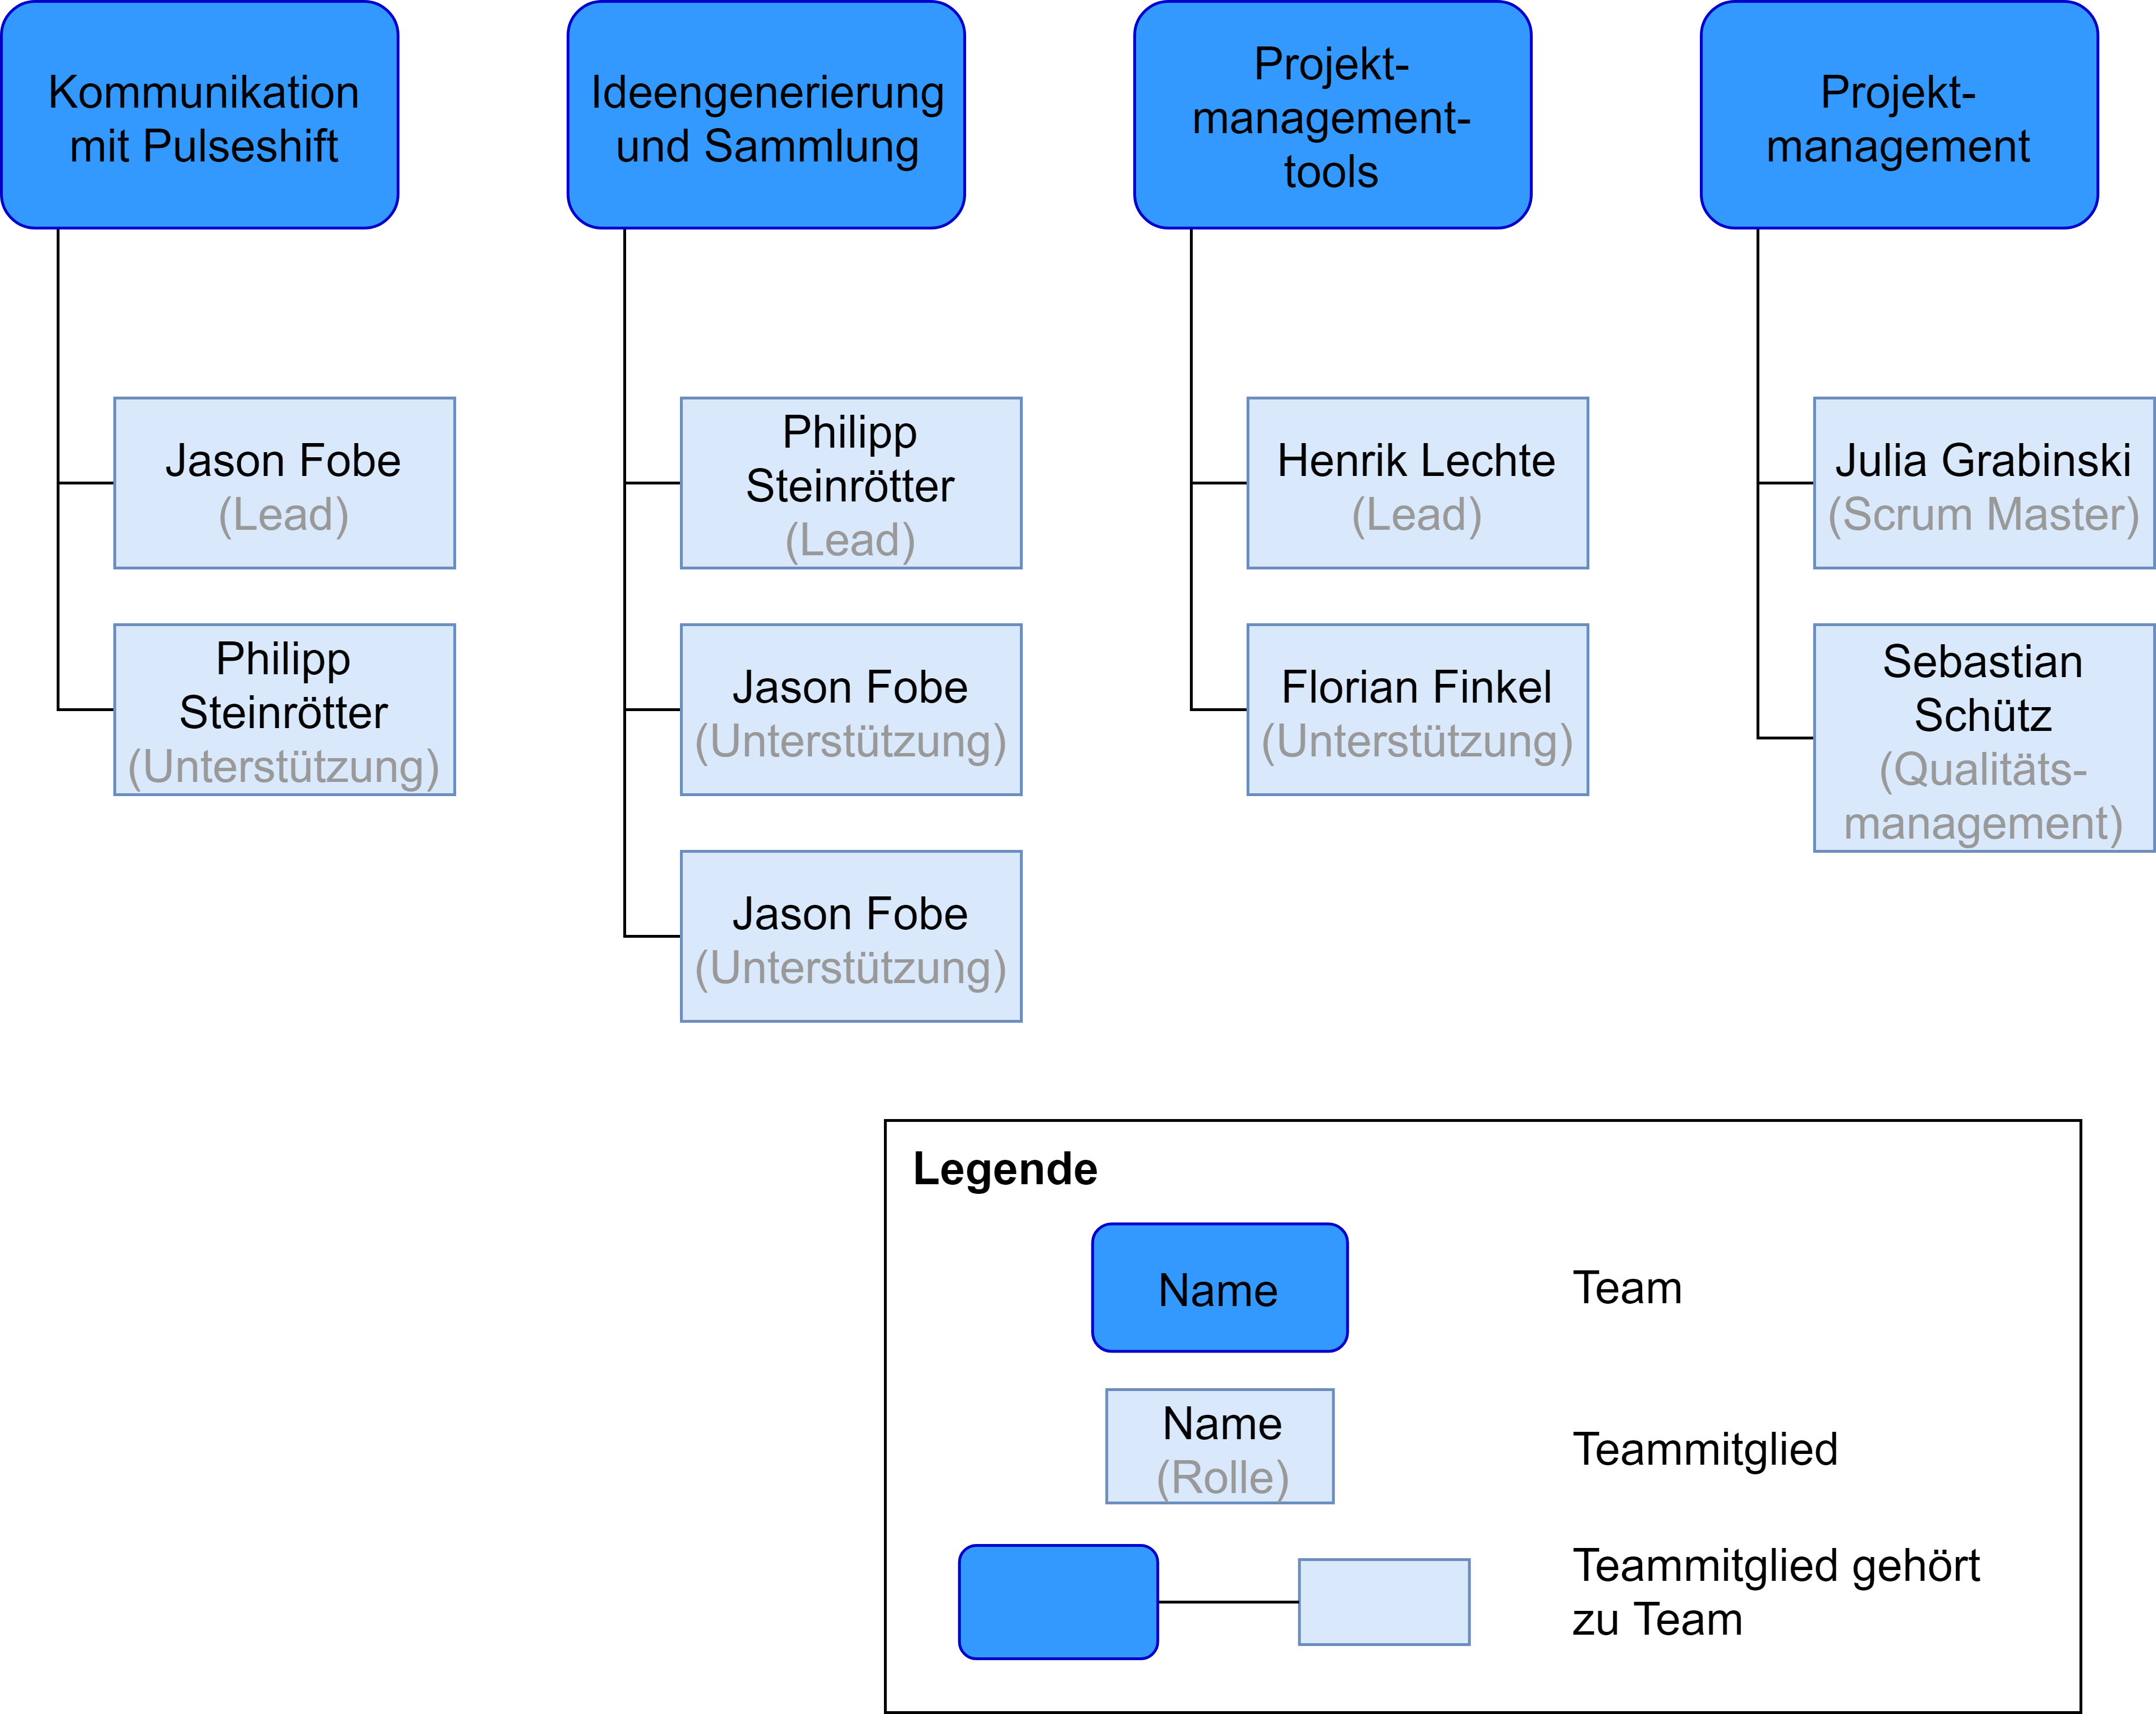 Kommunikation
mit Pulseshift
Ideengenerierung
und Sammlung
Projekt-
management-
tools
Projekt-
management
Jason Fobe
(Lead)
Philipp
Steinrötter
(Unterstützung)
Philipp
Steinrötter
(Lead)
Jason Fobe
(Unterstützung)
Jason Fobe
(Unterstützung)
Henrik Lechte
(Lead)
Florian Finkel
(Unterstützung)
Julia Grabinski
(Scrum Master)
Sebastian
Schütz
(Qualitäts-
management)
Legende
Name
Team
Name
(Rolle)
Teammitglied
Teammitglied gehört
zu Team